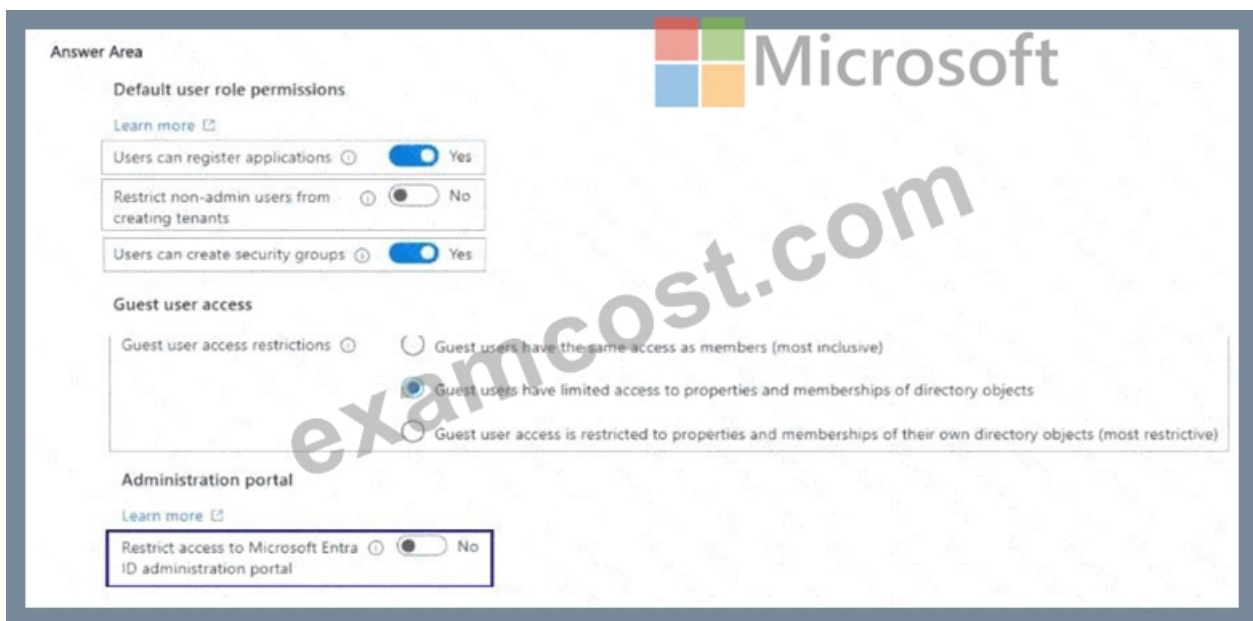 Microsoft
Answer Area
Default user role permissions
Learn more
Users can register applications Yes
Restrict non-admin users from No
creating tenants
Users can create security groups Yes
Guest user access
Guest user access restrictions Guest users have the same access as members (most inclusive)
Guest users have limited access to properties and memberships of directory objects
Guest user access is restricted to properties and memberships of their own directory objects (most restrictive)
examcost.com
Administration portal
Learn more
Restrict access to Microsoft Entra No
ID administration portal